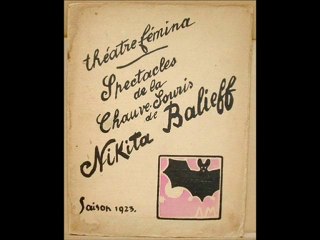 théatre fémina
Spectacles
de la
Chauve-Souris
de
Nikita Balieff
Saison 1923.